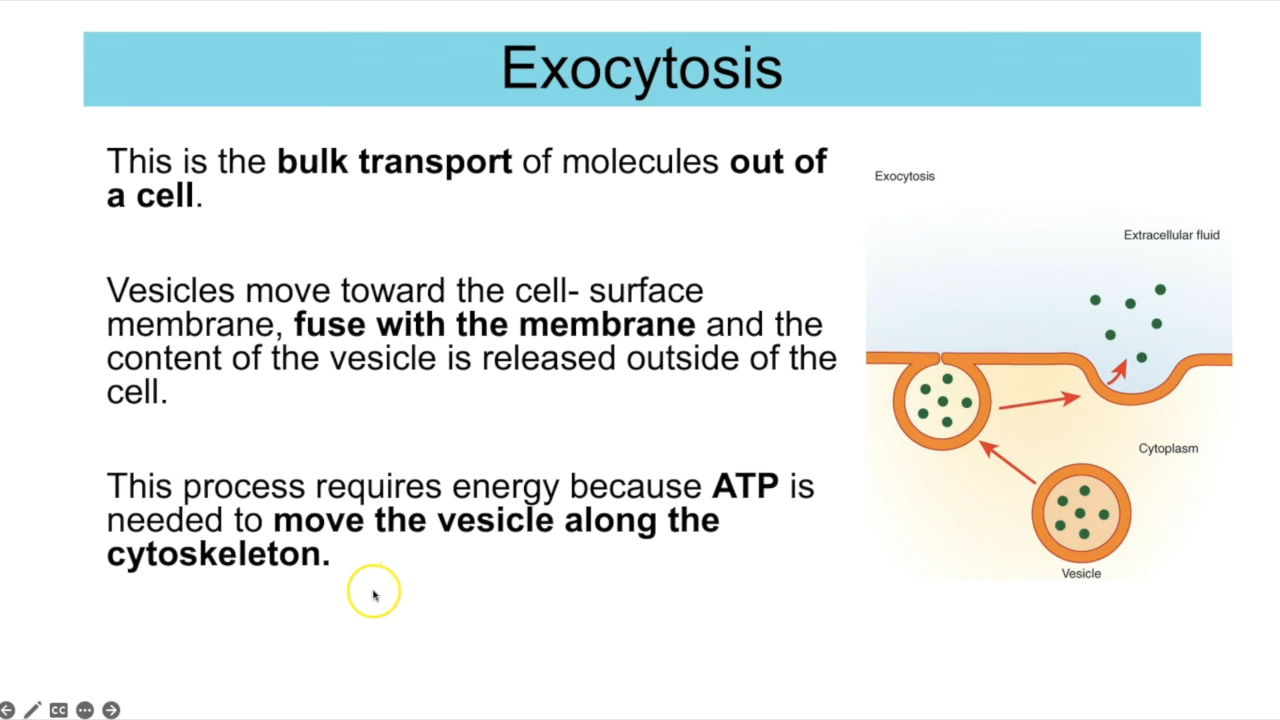 Exocytosis
This is the bulk transport of molecules out of
a cell.
Vesicles move toward the cell- surface
membrane, fuse with the membrane and the
content of the vesicle is released outside of the
cell.
This process requires energy because ATP is
needed to move the vesicle along the
cytoskeleton.
Exocytosis
Extracellular fluid
Cytoplasm
Vesicle
CC